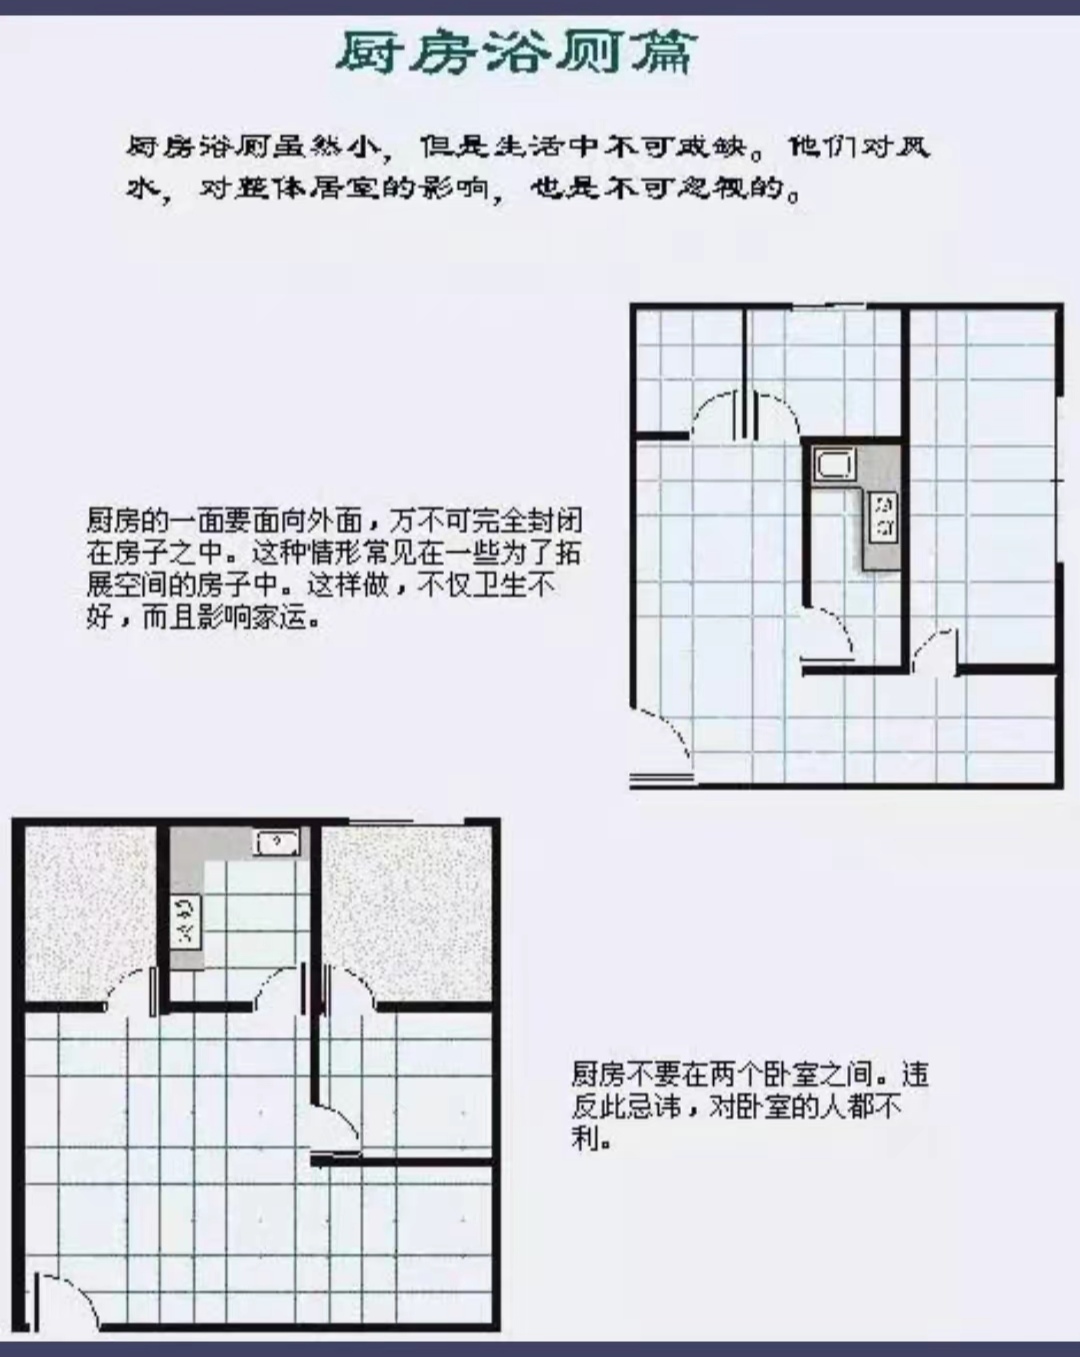 厨房浴厕篇
厨房浴厕虽然小，但是生活中不可或缺。他们对风
水，对整体居室的影响，也是不可忽视的。
厨房的一面要面向外面，万不可完全封闭
在房子之中。这种情形常见在一些为了拓
展空间的房子中。这样做，不仅卫生不
好，而且影响家运。
厨房不要在两个卧室之间。违
反此忌讳，对卧室的人都不
利。